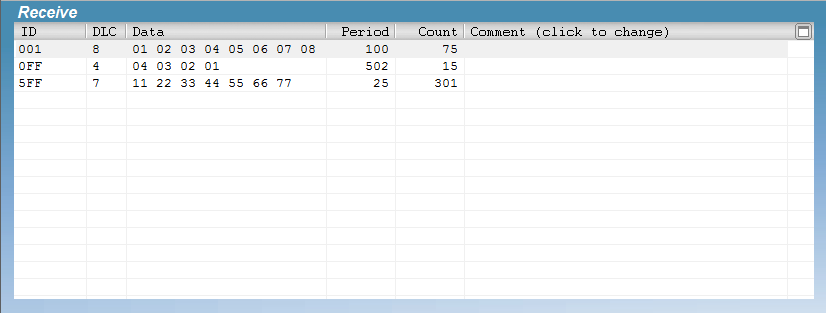 Receive
ID DLC Data Period Count Comment (click to change)
001 8 01 02 03 04 05 06 07 08 100 75
0FF 4 04 03 02 01 502 15
5FF 7 11 22 33 44 55 66 77 25 301